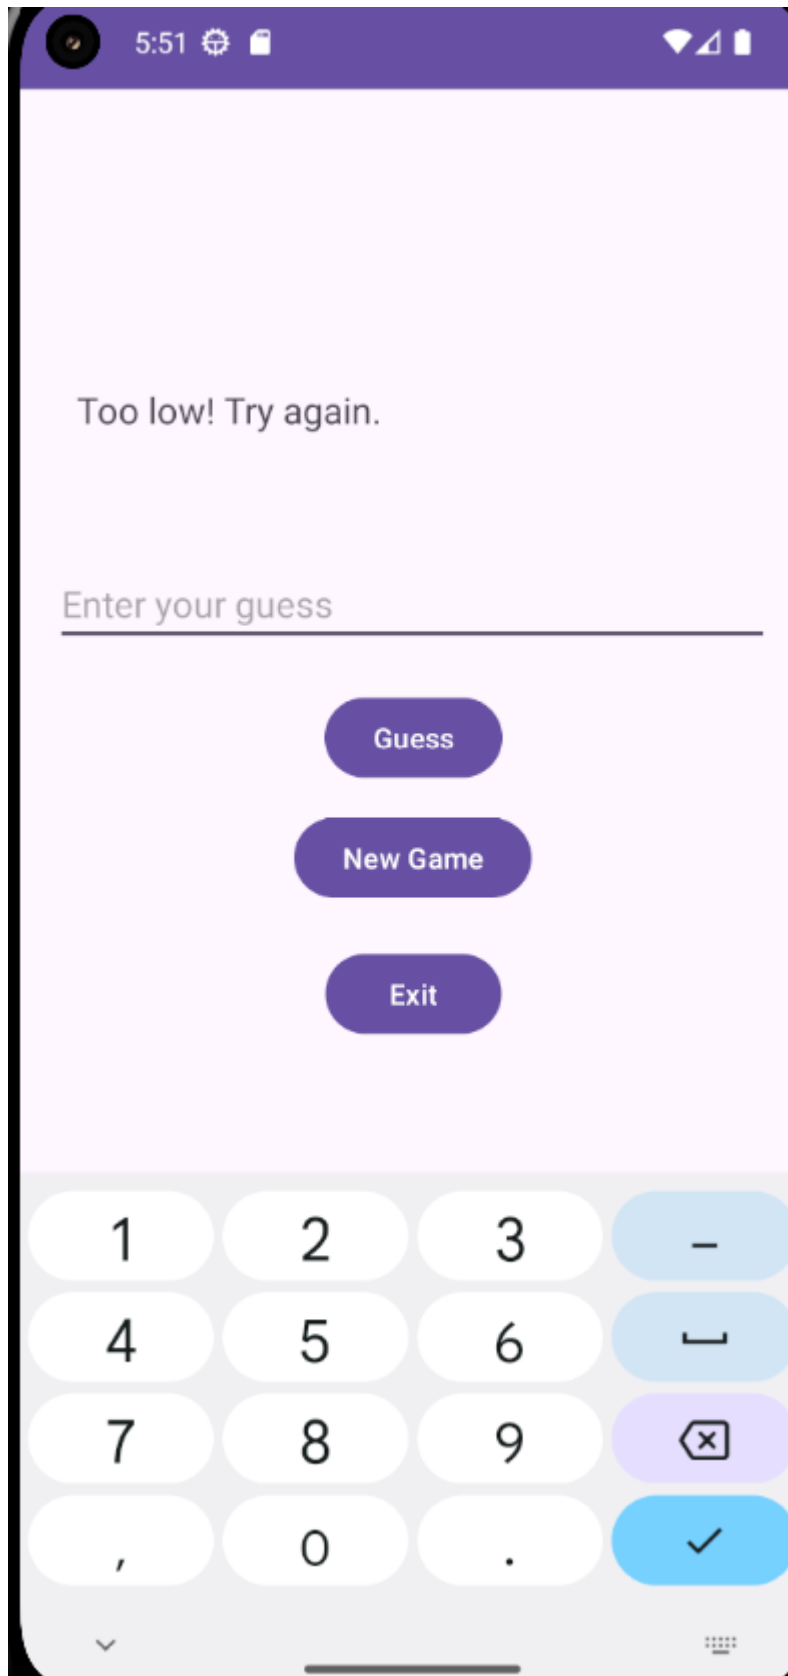 5:51
Too low! Try again.
Enter your guess
Guess
New Game
Exit
1 2 3 –
4 5 6
7 8 9
, 0 .